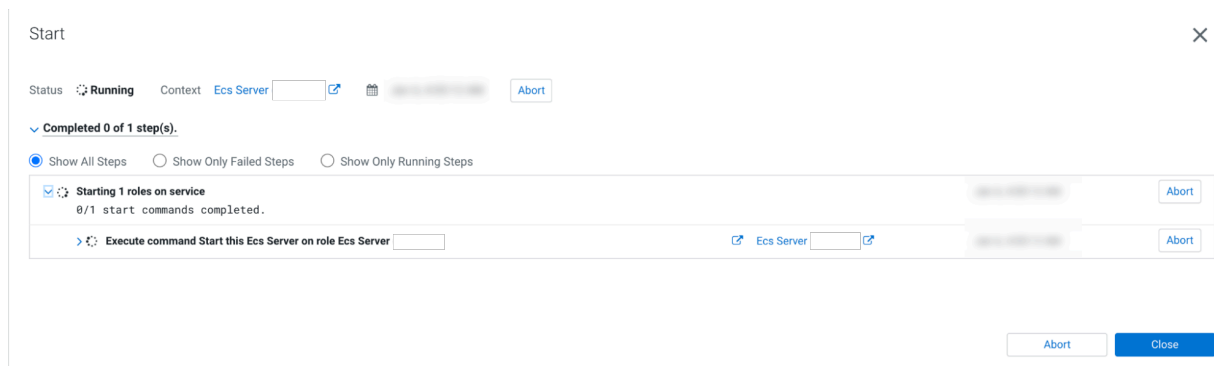 Start
Status Running Context Ecs Server Abort
Completed 0 of 1 step(s).
Show All Steps Show Only Failed Steps Show Only Running Steps
Starting 1 roles on service Abort
0/1 start commands completed.
Execute command Start this Ecs Server on role Ecs Server Ecs Server Abort
Abort Close